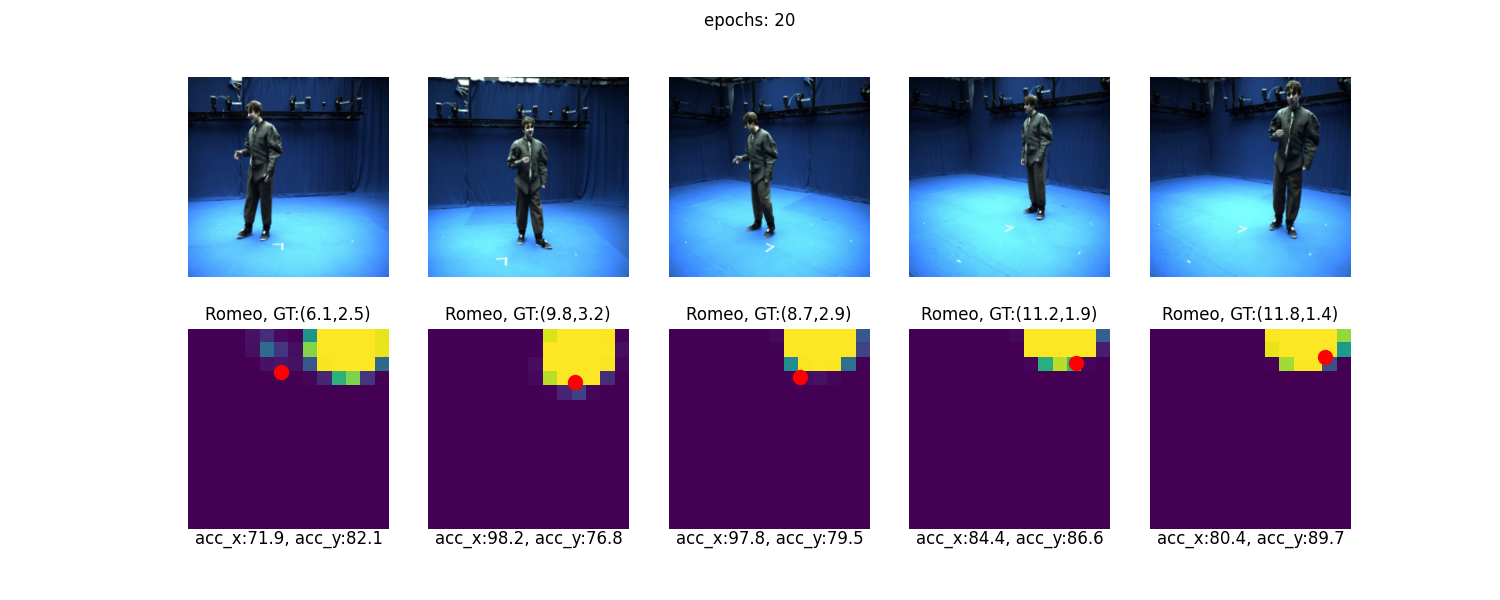 epochs: 20
Romeo, GT:(6.1,2.5)
Romeo, GT:(9.8,3.2)
Romeo, GT:(8.7,2.9)
Romeo, GT:(11.2,1.9)
Romeo, GT:(11.8,1.4)
acc_x:71.9, acc_y:82.1
acc_x:98.2, acc_y:76.8
acc_x:97.8, acc_y:79.5
acc_x:84.4, acc_y:86.6
acc_x:80.4, acc_y:89.7